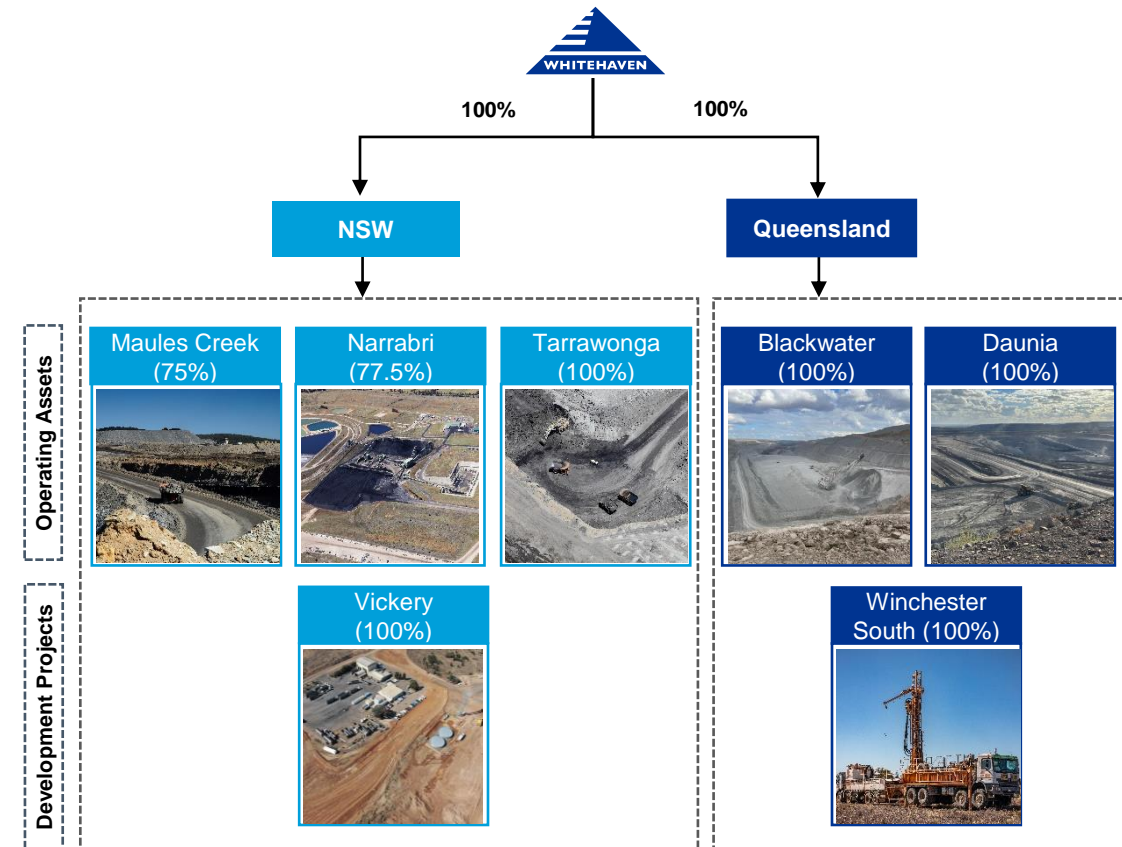 WHITEHAVEN
100%
100%
NSW
Queensland
Operating Assets
Maules Creek
(75%)
Narrabri
(77.5%)
Tarrawonga
(100%)
Blackwater
(100%)
Daunia
(100%)
Development Projects
Vickery
(100%)
Winchester
South (100%)